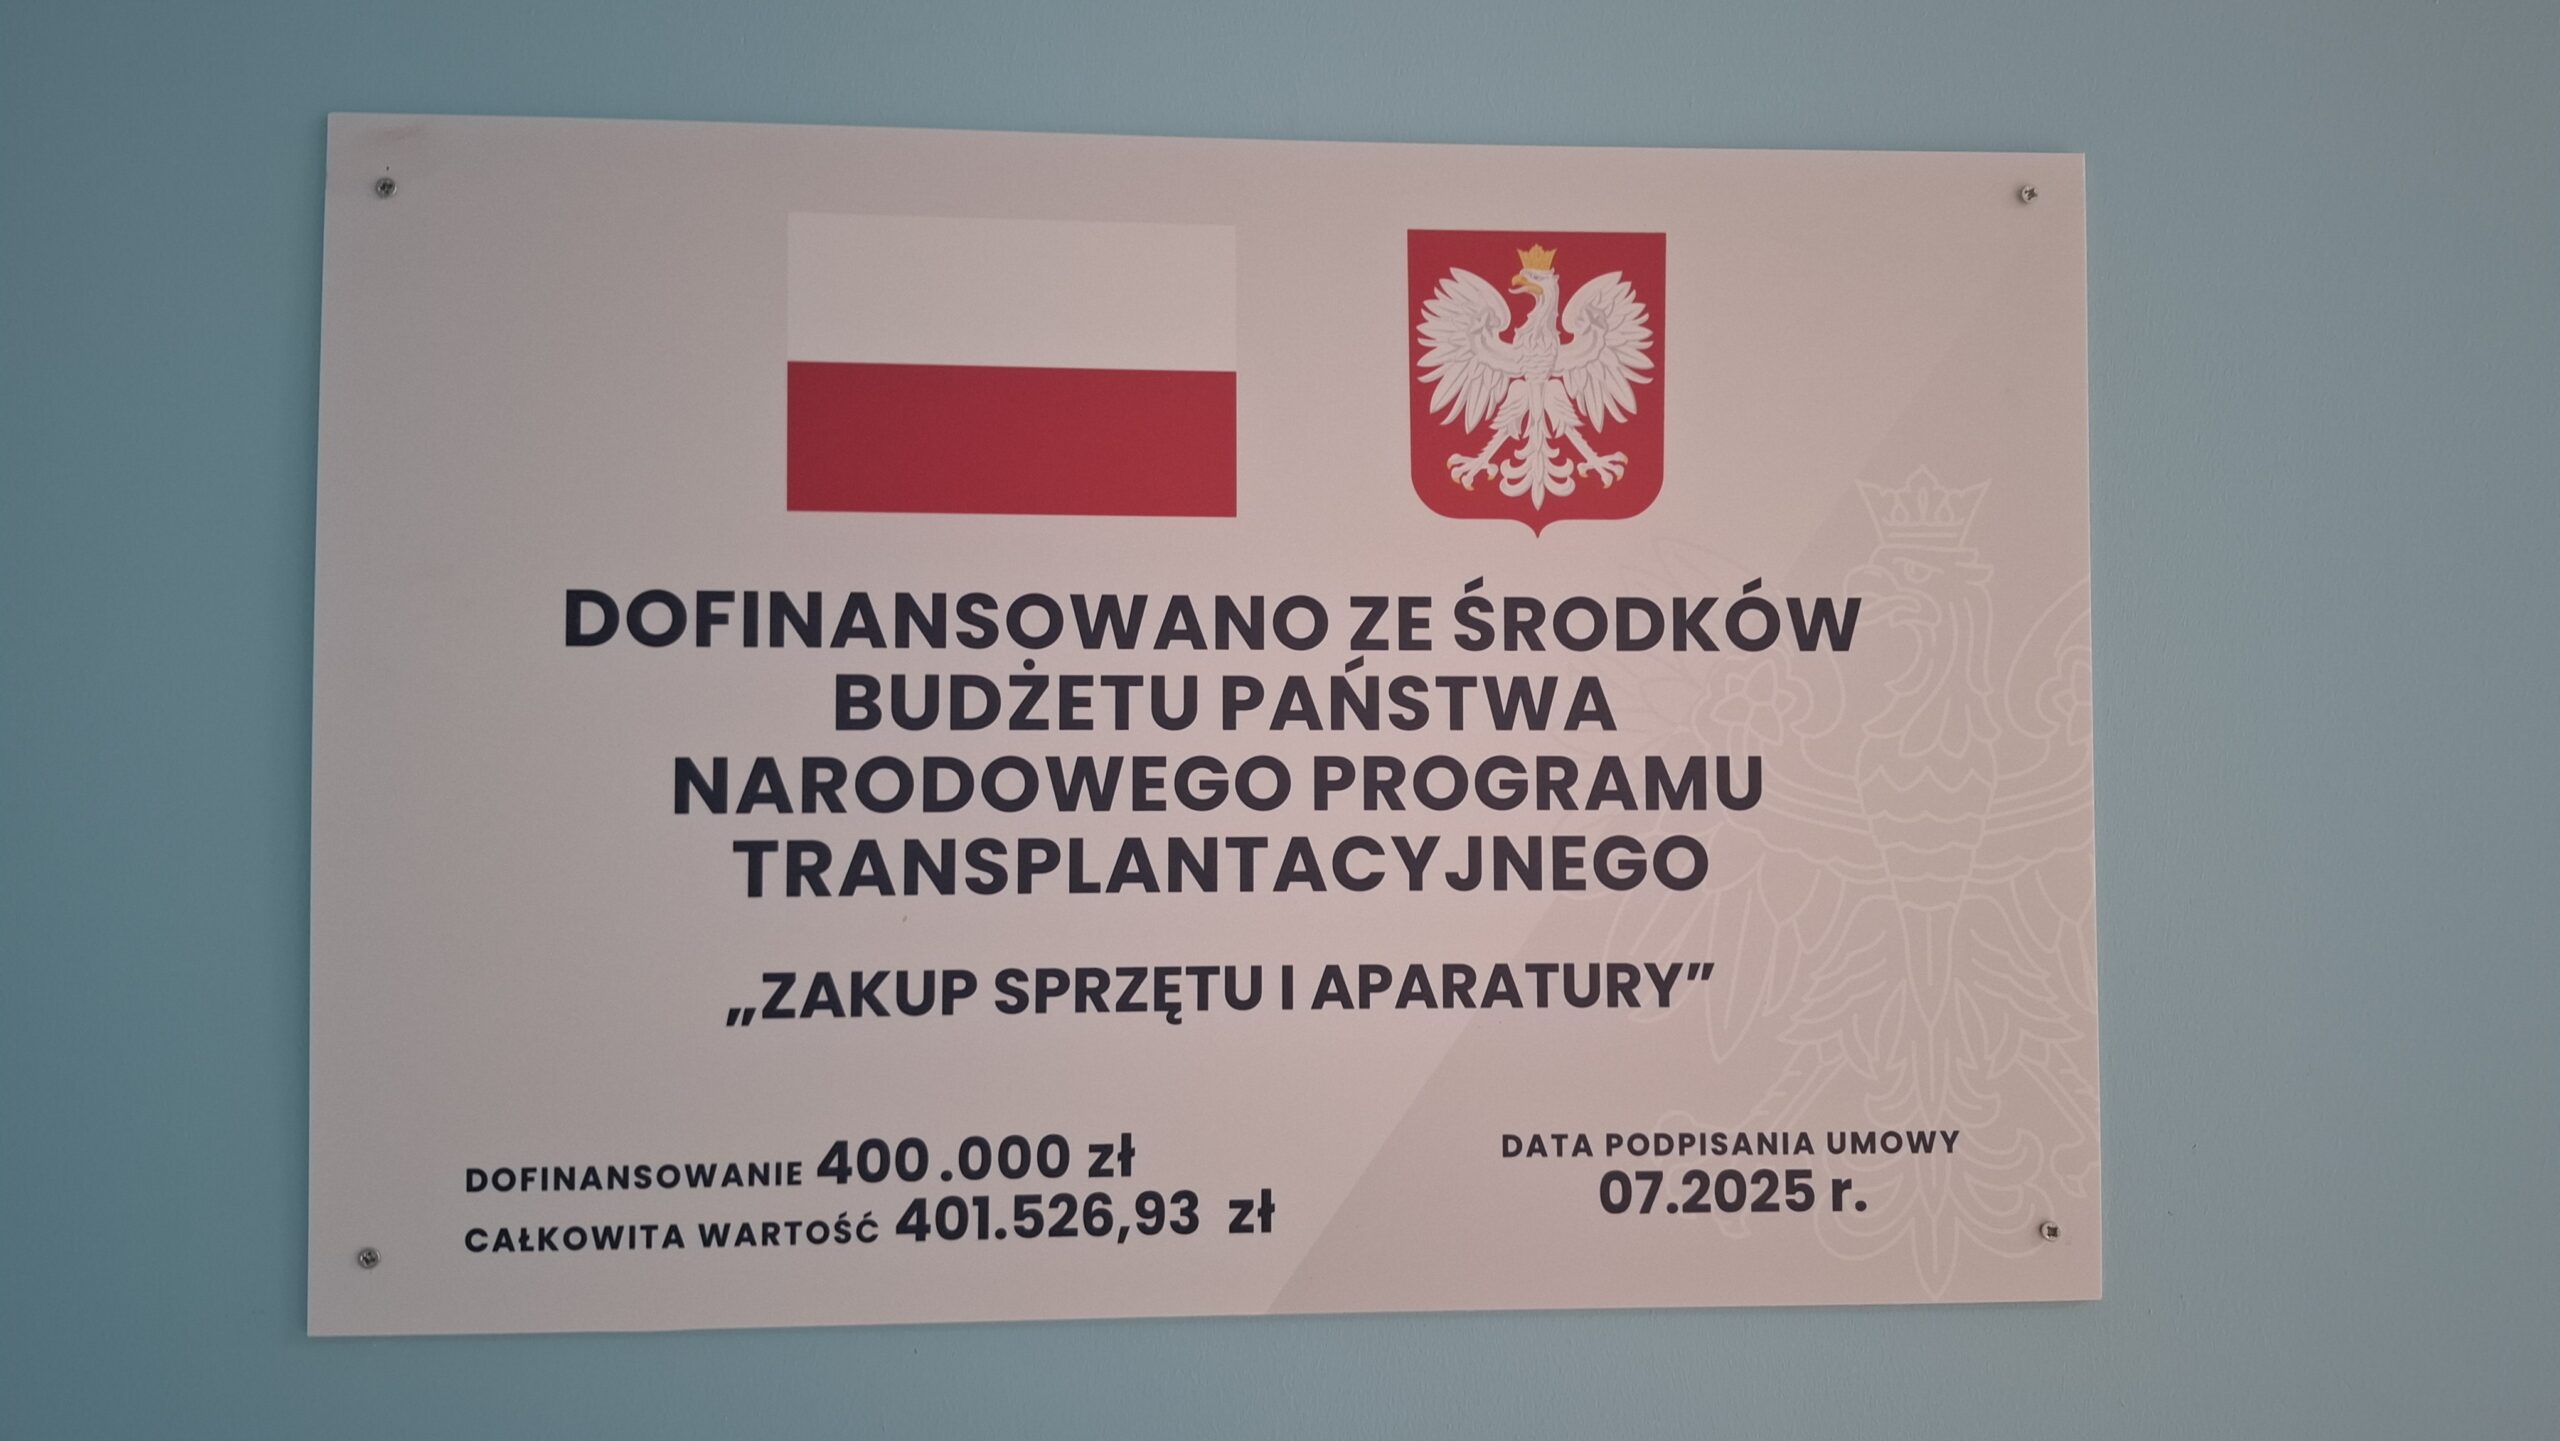 DOFINANSOWANO ZE ŚRODKÓW
BUDŻETU PAŃSTWA
NARODOWEGO PROGRAMU
TRANSPLANTACYJNEGO
„ZAKUP SPRZĘTU I APARATURY”
DOFINANSOWANIE 400.000 zł
CAŁKOWITA WARTOŚĆ 401.526,93 zł
DATA PODPISANIA UMOWY
07.2025 r.